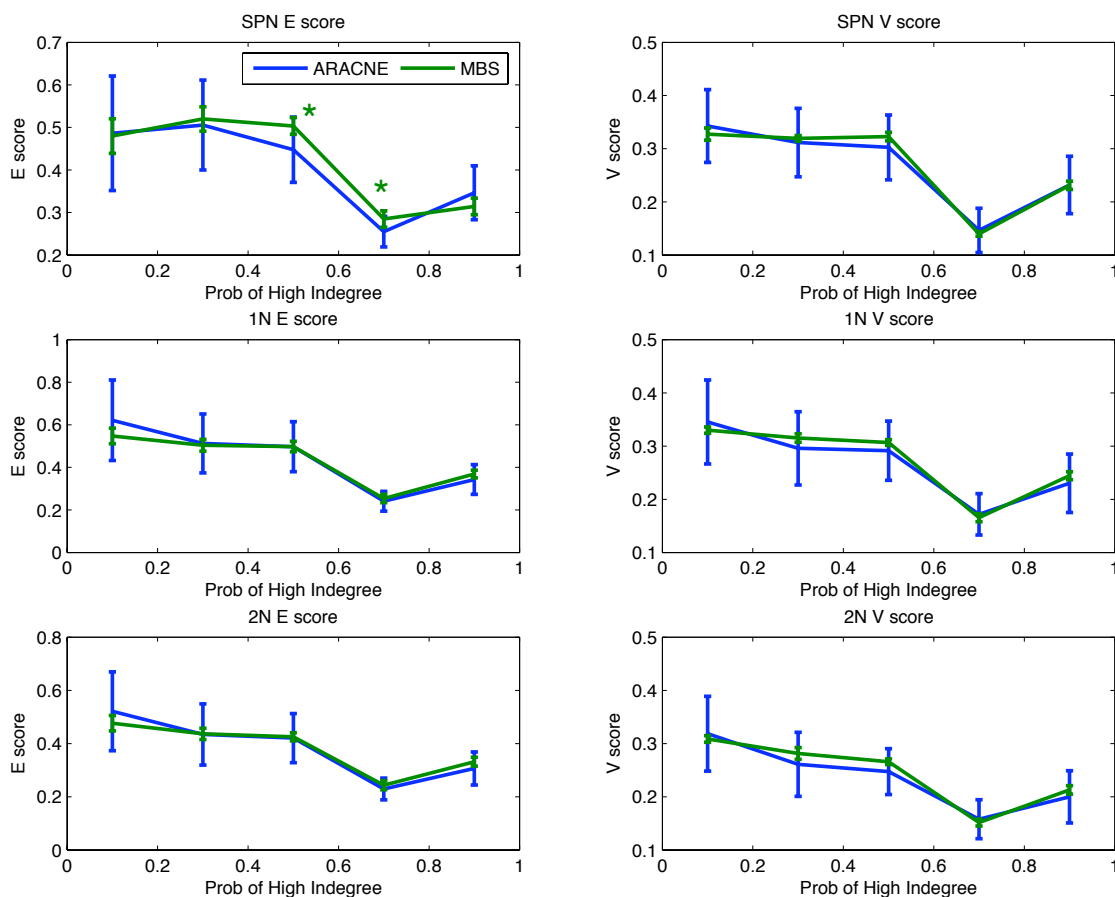 SPN E score
0.7
0.6
0.5
0.4
0.3
0.2
E score
ARACNE MBS
*
*
0 0.2 0.4 0.6 0.8 1
Prob of High Indegree
SPN V score
0.5
0.4
0.3
0.2
0.1
V score
0 0.2 0.4 0.6 0.8 1
Prob of High Indegree
1N E score
1
0.8
0.6
0.4
0.2
0
E score
0 0.2 0.4 0.6 0.8 1
Prob of High Indegree
1N V score
0.5
0.4
0.3
0.2
0.1
V score
0 0.2 0.4 0.6 0.8 1
Prob of High Indegree
2N E score
0.8
0.6
0.4
0.2
0
E score
0 0.2 0.4 0.6 0.8 1
Prob of High Indegree
2N V score
0.5
0.4
0.3
0.2
0.1
V score
0 0.2 0.4 0.6 0.8 1
Prob of High Indegree